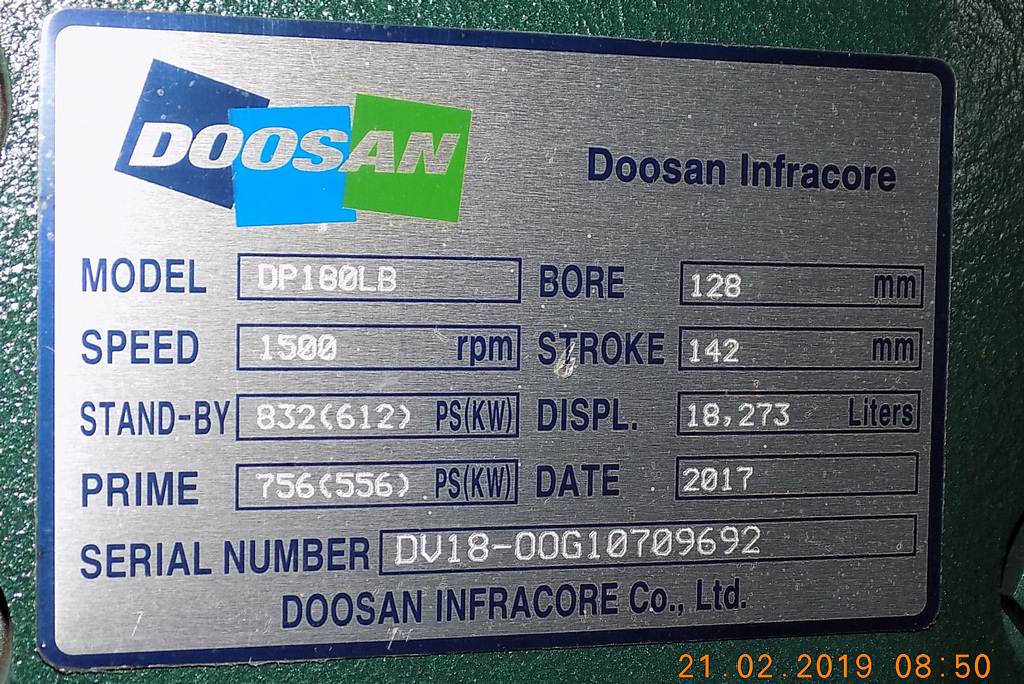 DOOSAN
Doosan Infracore
MODEL DP180LB BORE 128 mm
SPEED 1500 rpm STROKE 142 mm
STAND-BY 832(612) PS(KW) DISPL. 18,273 Liters
PRIME 756(556) PS(KW) DATE 2017
SERIAL NUMBER DV18-00G10709692
DOOSAN INFRACORE Co., Ltd.
21.02.2019 08:50